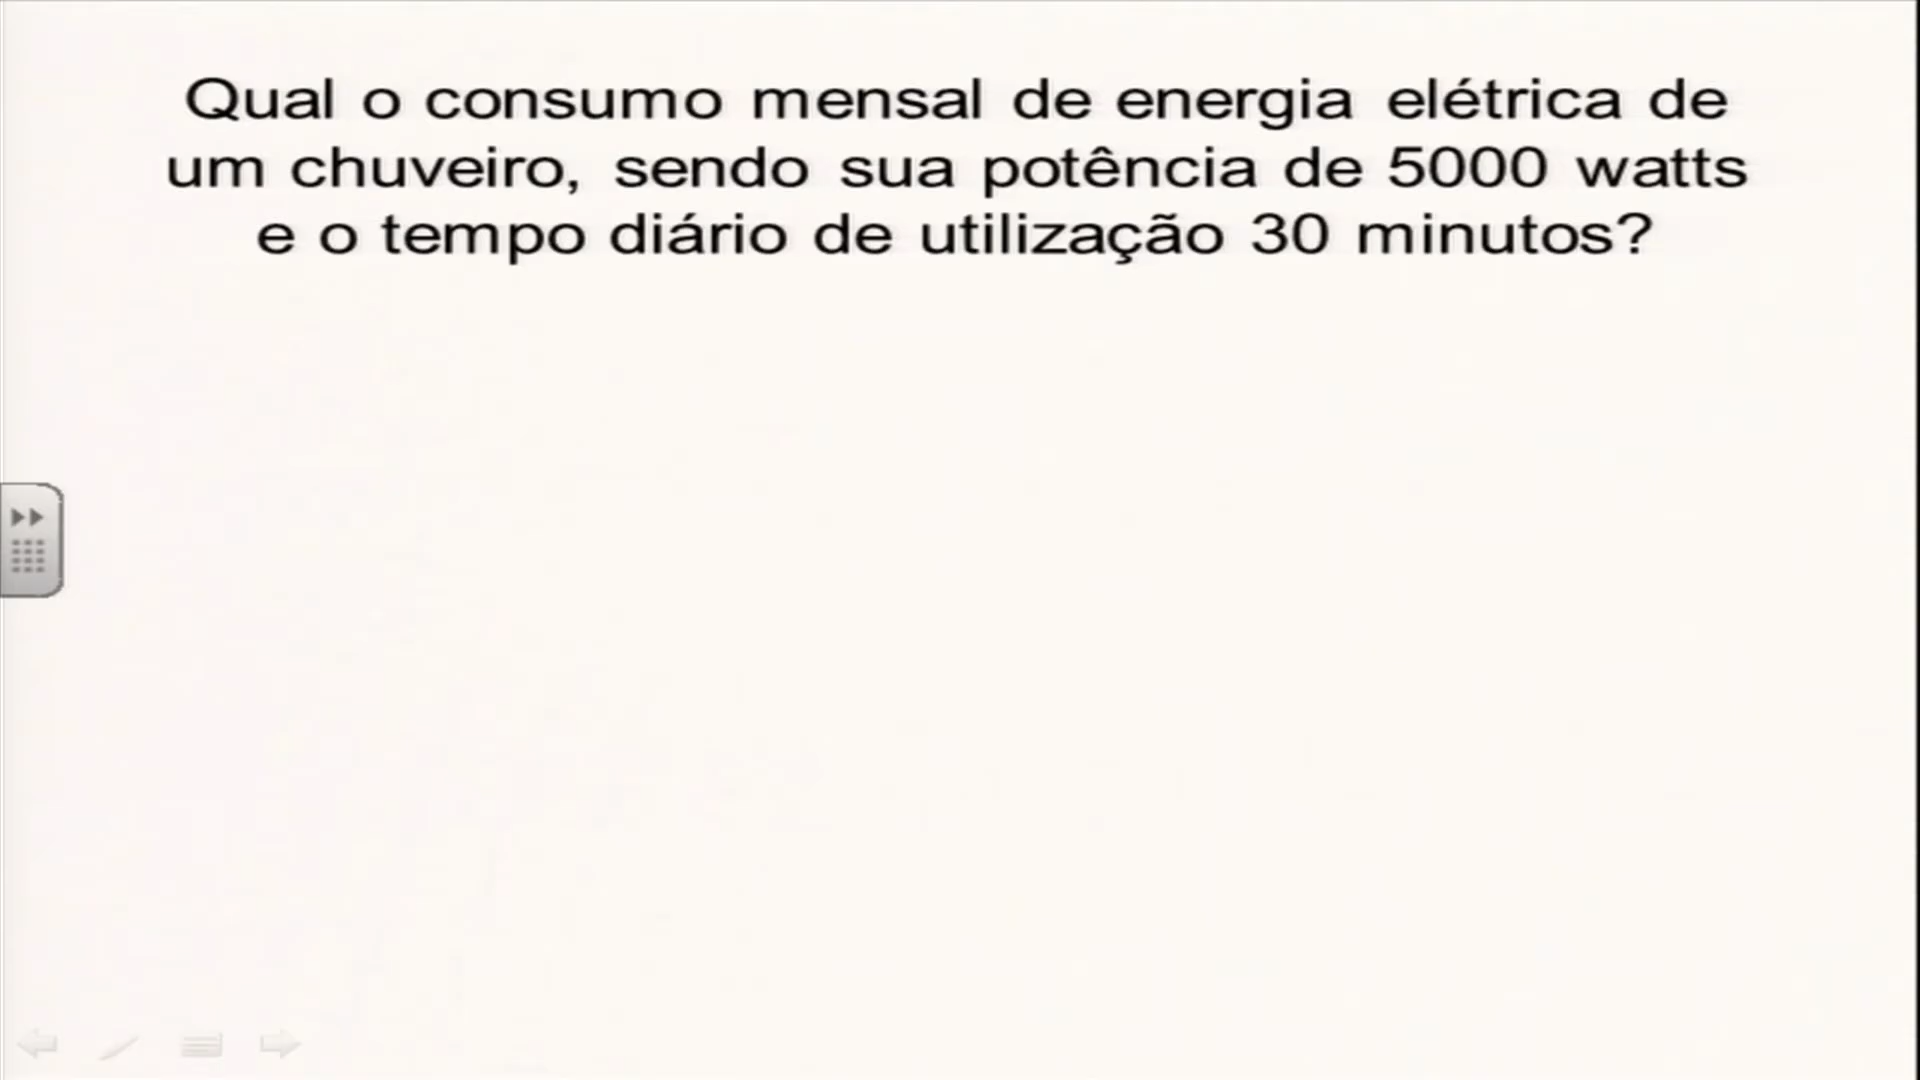 Qual o consumo mensal de energia elétrica de
um chuveiro, sendo sua potência de 5000 watts
e o tempo diário de utilização 30 minutos?